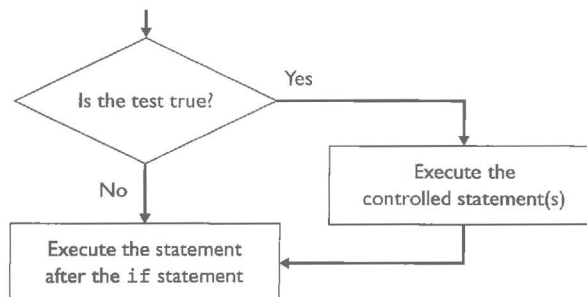 Is the test true?
Yes
Execute the
controlled statement(s)
No
Execute the statement
after the if statement